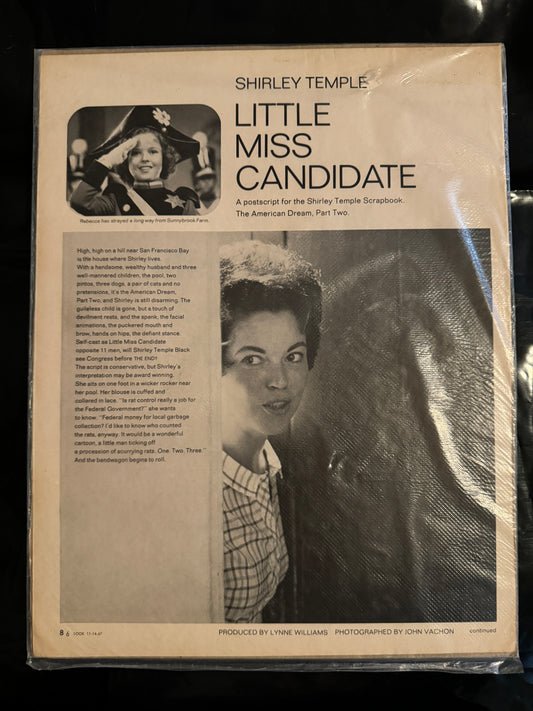 SHIRLEY TEMPLE
LITTLE
MISS
CANDIDATE
A postscript for the Shirley Temple Scrapbook.
The American Dream, Part Two.
Rebecca has strayed a long way from Sunnybrook Farm.
High, high on a hill near San Francisco Bay
is the house where Shirley lives.
With a handsome, wealthy husband and three
well-mannered children, the pool, two
pintos, three dogs, a pair of cats and no
pretensions, it's the American Dream,
Part Two, and Shirley is still disarming. The
guileless child is gone, but a touch of
devilment rests, and the spank, the facial
animations, the puckered mouth and
brow, hands on hips, the defiant stance.
Self-cast as Little Miss Candidate
opposite 11 men, will Shirley Temple Black
see Congress before THE END?
The script is conservative, but Shirley's
interpretation may be award winning.
She sits on one foot in a wicker rocker near
her pool. Her blouse is cuffed and
collared in lace. "Is rat control really a job for
the Federal Government?" she wants
to know. "Federal money for local garbage
collection? I'd like to know who counted
the rats, anyway. It would be a wonderful
cartoon, a little man ticking off
a procession of scurrying rats. One. Two. Three."
And the bandwagon begins to roll.
86 LOOK 11-14-67
PRODUCED BY LYNNE WILLIAMS PHOTOGRAPHED BY JOHN VACHON
continued